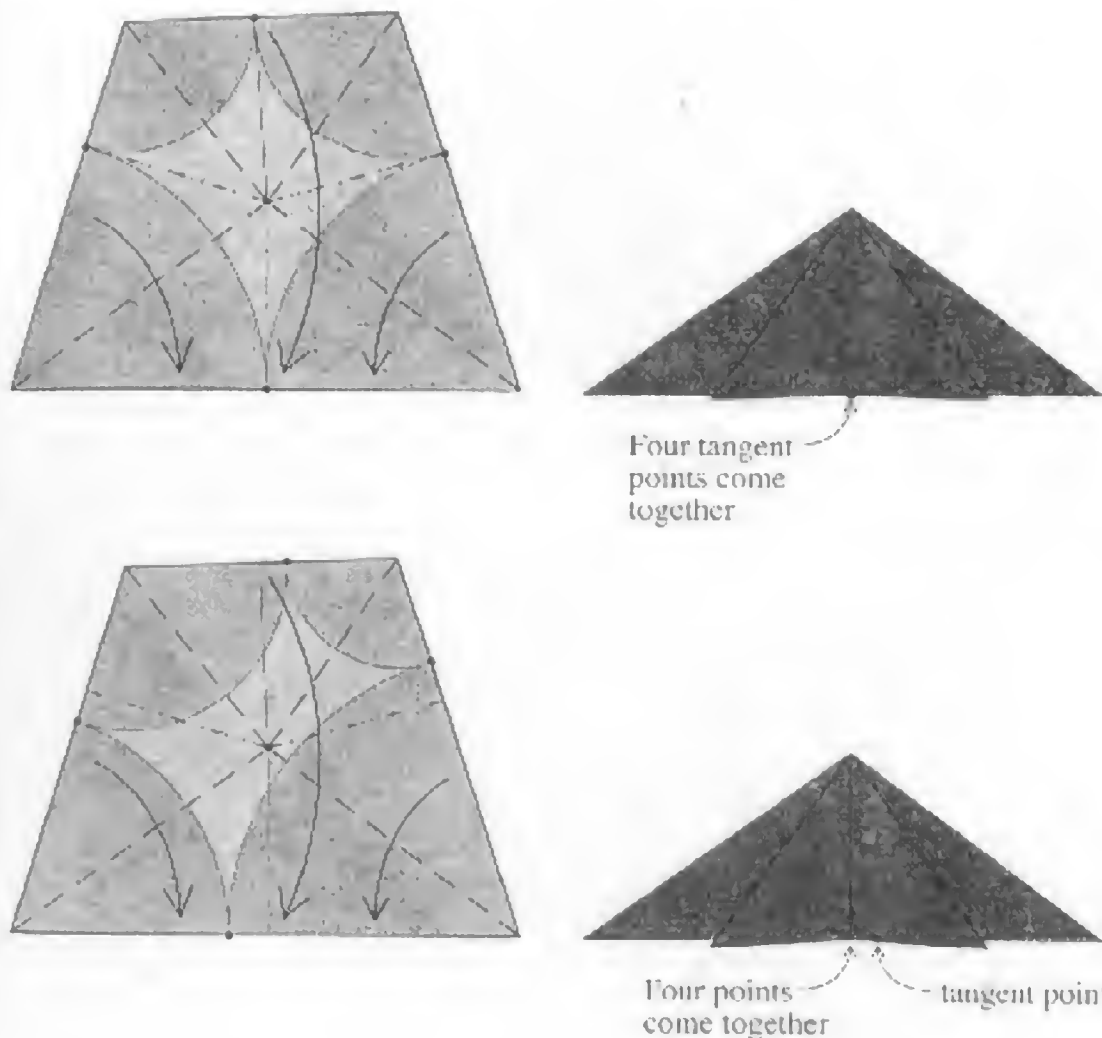 Four tangent
points come
together
Four points
come together
tangent poin